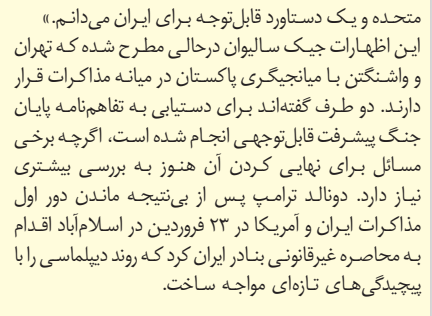 متحده و یک دستاورد قابل‌توجه برای ایران می‌دانم.»
این اظهارات جیک سالیوان درحالی مطرح شده که تهران
و واشنگتن با میانجیگری پاکستان در میانه مذاکرات قرار
دارند. دو طرف گفته‌اند برای دستیابی به تفاهم‌نامه پایان
جنگ پیشرفت قابل‌توجهی انجام شده است، اگرچه برخی
مسائل برای نهایی کردن آن هنوز به بررسی بیشتری
نیاز دارد. دونالد ترامپ پس از بی‌نتیجه ماندن دور اول
مذاکرات ایران و آمریکا در ۲۳ فروردین در اسلام‌آباد اقدام
به محاصره غیرقانونی بنادر ایران کرد که روند دیپلماسی را با
پیچیدگی‌های تازه‌ای مواجه ساخت.